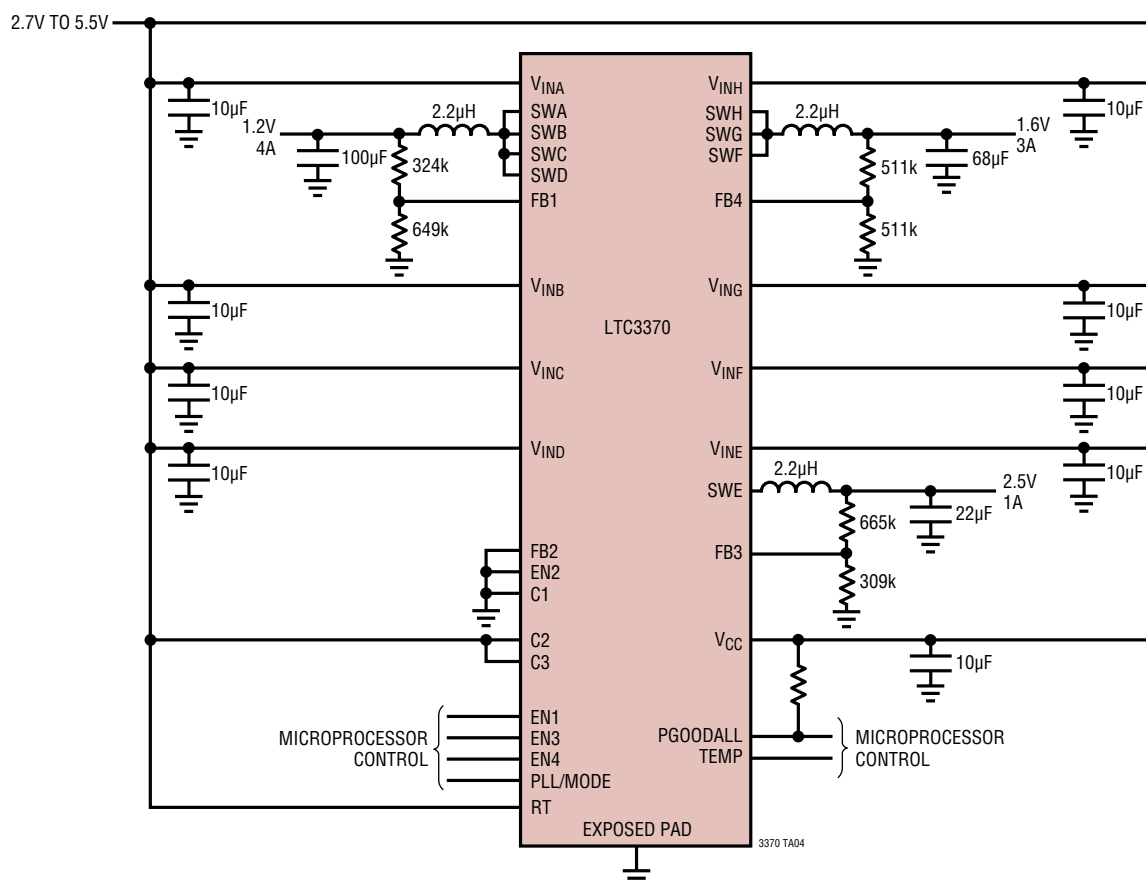 2.7V TO 5.5V
VINA
VINH
10µF
10µF
2.2µH
SWA
SWB
SWC
SWD
SWH
SWG
SWF
2.2µH
1.2V
4A
100µF
324k
1.6V
3A
68µF
511k
FB1
FB4
649k
511k
VINB
VING
10µF
10µF
LTC3370
VINC
VINF
10µF
10µF
VIND
VINE
10µF
10µF
2.2µH
SWE
2.5V
1A
22µF
665k
FB2
EN2
C1
FB3
309k
C2
C3
VCC
10µF
MICROPROCESSOR
CONTROL
EN1
EN3
EN4
PLL/MODE
RT
PGOODALL
TEMP
MICROPROCESSOR
CONTROL
EXPOSED PAD
3370 TA04